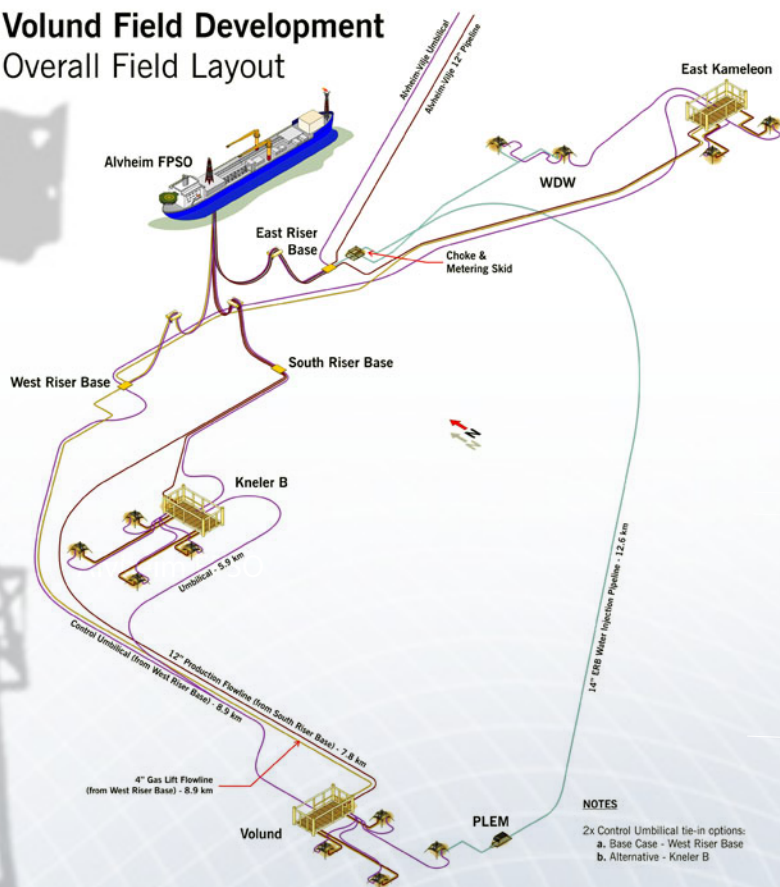 Volund Field Development
Overall Field Layout
Alvheim-Vilje Umbilical
Alvheim-Vilje 12" Pipeline
East Kameleon
Alvheim FPSO
WDW
East Riser
Base
Choke &
Metering Skid
West Riser Base
South Riser Base
N
N
Kneler B
Umbilical - 5.9 km
14" ERB Water Injection Pipeline - 12.6 km
Control Umbilical (from West Riser Base) - 8.9 km
12" Production Flowline (from South Riser Base) - 7.8 km
4" Gas Lift Flowline
(from West Riser Base) - 8.9 km
Volund
PLEM
NOTES
2x Control Umbilical tie-in options:
a. Base Case - West Riser Base
b. Alternative - Kneler B